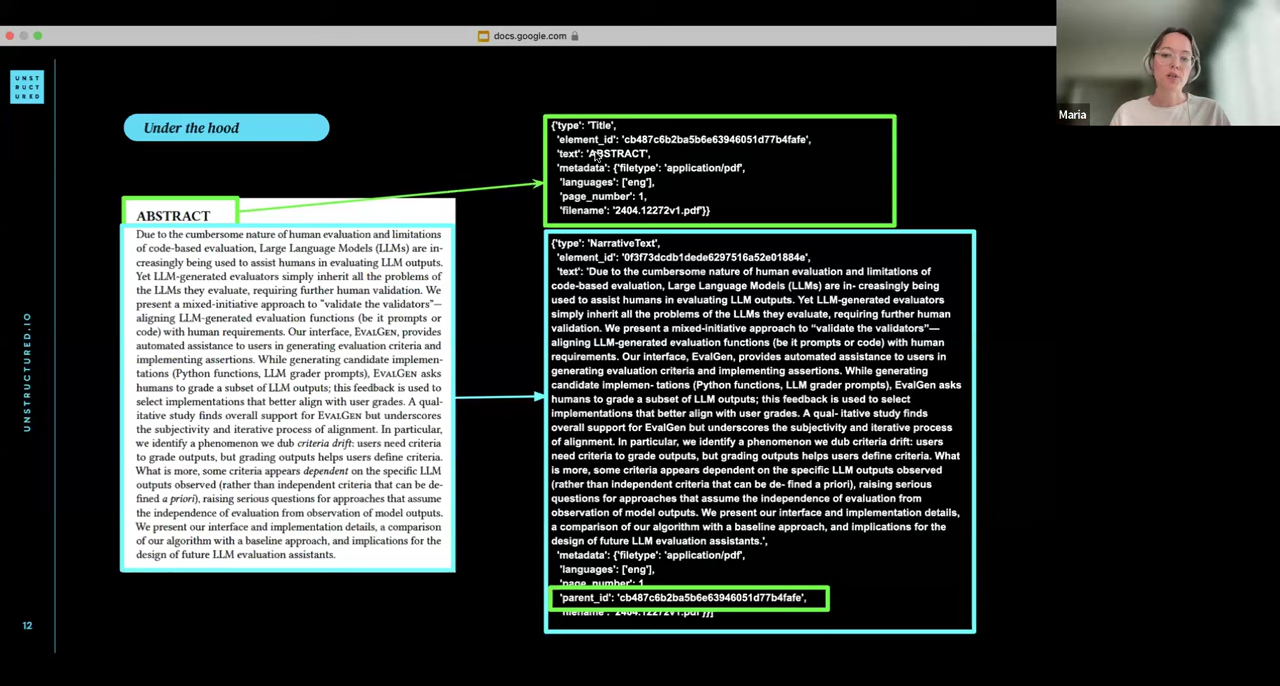 docs.google.com
Maria
UNST
RUCT
URED
Under the hood
ABSTRACT
Due to the cumbersome nature of human evaluation and limitations
of code-based evaluation, Large Language Models (LLMs) are in-
creasingly being used to assist humans in evaluating LLM outputs.
Yet LLM-generated evaluators simply inherit all the problems of
the LLMs they evaluate, requiring further human validation. We
present a mixed-initiative approach to "validate the validators"—
aligning LLM-generated evaluation functions (be it prompts or
code) with human requirements. Our interface, EvalGen, provides
automated assistance to users in generating evaluation criteria and
implementing assertions. While generating candidate implemen-
tations (Python functions, LLM grader prompts), EvalGen asks
humans to grade a subset of LLM outputs; this feedback is used to
select implementations that better align with user grades. A qual-
itative study finds overall support for EvalGen but underscores
the subjectivity and iterative process of alignment. In particular,
we identify a phenomenon we dub criteria drift: users need criteria
to grade outputs, but grading outputs helps users define criteria.
What is more, some criteria appears dependent on the specific LLM
outputs observed (rather than independent criteria that can be de-
fined a priori), raising serious questions for approaches that assume
the independence of evaluation from observation of model outputs.
We present our interface and implementation details, a comparison
of our algorithm with a baseline approach, and implications for the
design of future LLM evaluation assistants.
{'type': 'Title',
'element_id': 'cb487c6b2ba5b6e63946051d77b4fafe',
'text': 'ABSTRACT',
'metadata': {'filetype': 'application/pdf',
'languages': ['eng'],
'page_number': 1,
'filename': '2404.12272v1.pdf'}}
{'type': 'NarrativeText',
'element_id': '0f3f73dcdb1dede6297516a52e01884e',
'text': 'Due to the cumbersome nature of human evaluation and limitations of
code-based evaluation, Large Language Models (LLMs) are in- creasingly being
used to assist humans in evaluating LLM outputs. Yet LLM-generated evaluators
simply inherit all the problems of the LLMs they evaluate, requiring further human
validation. We present a mixed-initiative approach to “validate the validators”—
aligning LLM-generated evaluation functions (be it prompts or code) with human
requirements. Our interface, EvalGen, provides automated assistance to users in
generating evaluation criteria and implementing assertions. While generating
candidate implemen- tations (Python functions, LLM grader prompts), EvalGen asks
humans to grade a subset of LLM outputs; this feedback is used to select
implementations that better align with user grades. A qual- itative study finds
overall support for EvalGen but underscores the subjectivity and iterative process
of alignment. In particular, we identify a phenomenon we dub criteria drift: users
need criteria to grade outputs, but grading outputs helps users define criteria. What
is more, some criteria appears dependent on the specific LLM outputs observed
(rather than independent criteria that can be de- fined a priori), raising serious
questions for approaches that assume the independence of evaluation from
observation of model outputs. We present our interface and implementation details,
a comparison of our algorithm with a baseline approach, and implications for the
design of future LLM evaluation assistants.',
'metadata': {'filetype': 'application/pdf',
'languages': ['eng'],
'page_number': 1,
'parent_id': 'cb487c6b2ba5b6e63946051d77b4fafe',
'filename': '2404.12272v1.pdf'}}
UNSTRUCTURED.IO
12